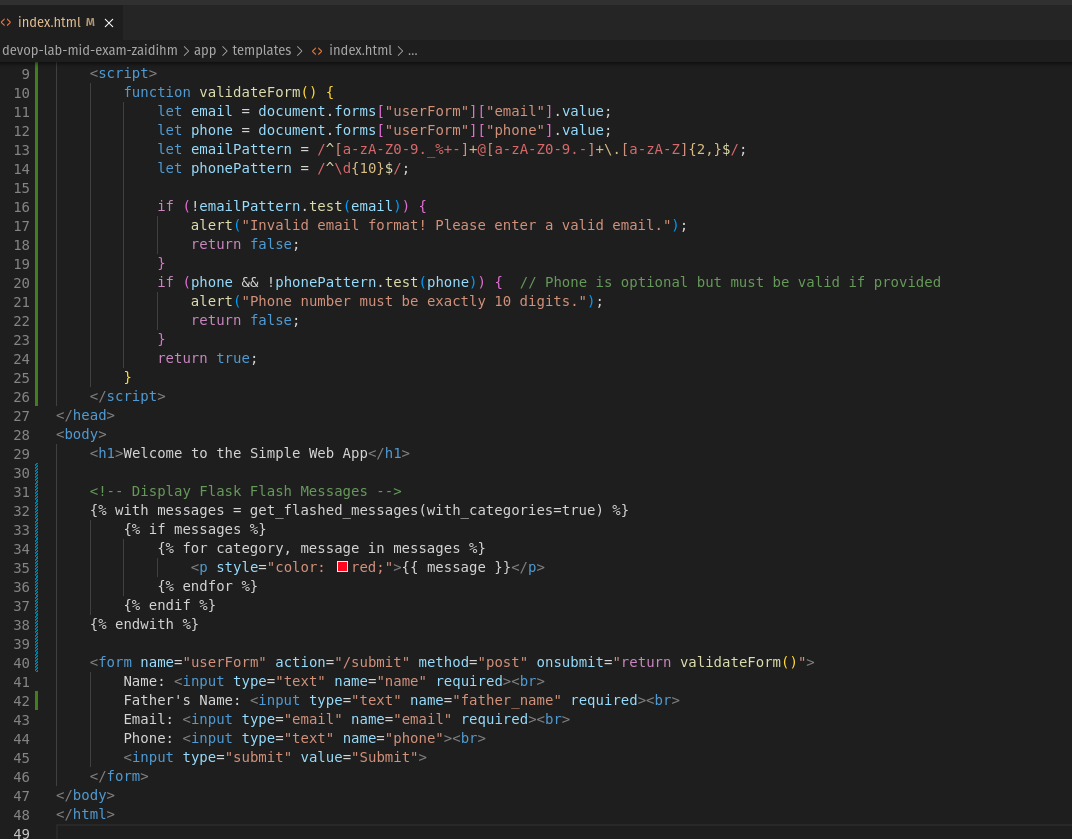 <> index.html M ×
devop-lab-mid-exam-zaidihm > app > templates > <> index.html > ...
9     <script>
10         function validateForm() {
11             let email = document.forms["userForm"]["email"].value;
12             let phone = document.forms["userForm"]["phone"].value;
13             let emailPattern = /^[a-zA-Z0-9._%+-]+@[a-zA-Z0-9.-]+\.[a-zA-Z]{2,}$/;
14             let phonePattern = /^\d{10}$/;
15
16             if (!emailPattern.test(email)) {
17                 alert("Invalid email format! Please enter a valid email.");
18                 return false;
19             }
20             if (phone && !phonePattern.test(phone)) {  // Phone is optional but must be valid if provided
21                 alert("Phone number must be exactly 10 digits.");
22                 return false;
23             }
24             return true;
25         }
26     </script>
27 </head>
28 <body>
29     <h1>Welcome to the Simple Web App</h1>
30
31     <!-- Display Flask Flash Messages -->
32     {% with messages = get_flashed_messages(with_categories=true) %}
33         {% if messages %}
34             {% for category, message in messages %}
35                 <p style="color: red;">{{ message }}</p>
36             {% endfor %}
37         {% endif %}
38     {% endwith %}
39
40     <form name="userForm" action="/submit" method="post" onsubmit="return validateForm()">
41         Name: <input type="text" name="name" required><br>
42         Father's Name: <input type="text" name="father_name" required><br>
43         Email: <input type="email" name="email" required><br>
44         Phone: <input type="text" name="phone"><br>
45         <input type="submit" value="Submit">
46     </form>
47 </body>
48 </html>
49